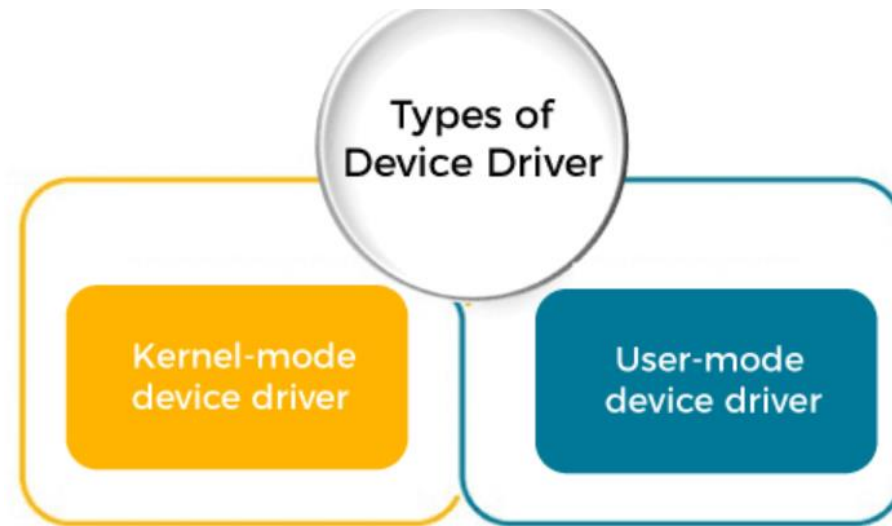 Types of
Device Driver
Kernel-mode
device driver
User-mode
device driver